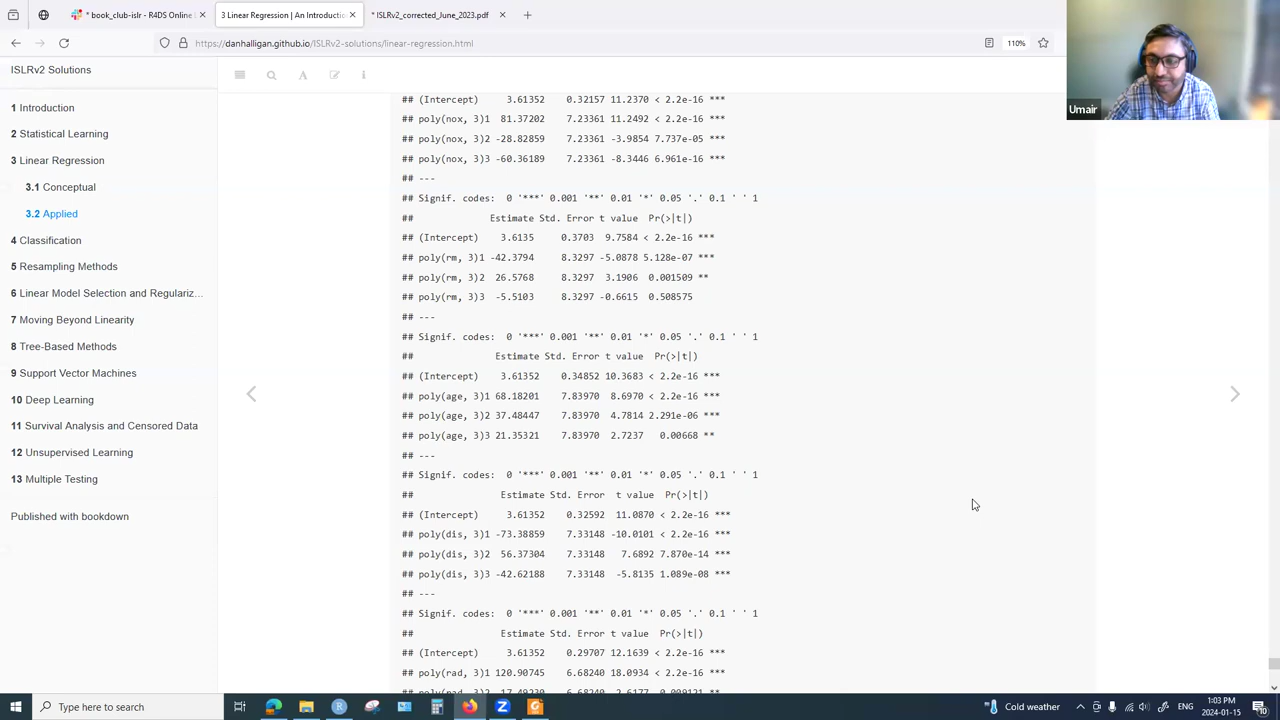 * book_club-islr - R4DS Online
3 Linear Regression | An Introductio
* ISLRv2_corrected_June_2023.pdf
https://danhalligan.github.io/ISLRv2-solutions/linear-regression.html
110%
Umair
ISLRv2 Solutions
1 Introduction
2 Statistical Learning
3 Linear Regression
3.1 Conceptual
3.2 Applied
4 Classification
5 Resampling Methods
6 Linear Model Selection and Regulariz…
7 Moving Beyond Linearity
8 Tree-Based Methods
9 Support Vector Machines
10 Deep Learning
11 Survival Analysis and Censored Data
12 Unsupervised Learning
13 Multiple Testing
Published with bookdown
## (Intercept) 3.61352 0.32157 11.2370 < 2.2e-16 ***
## poly(nox, 3)1 81.37202 7.23361 11.2492 < 2.2e-16 ***
## poly(nox, 3)2 -28.82859 7.23361 -3.9854 7.737e-05 ***
## poly(nox, 3)3 -60.36189 7.23361 -8.3446 6.961e-16 ***
## ---
## Signif. codes: 0 '***' 0.001 '**' 0.01 '*' 0.05 '.' 0.1 ' ' 1
## Estimate Std. Error t value Pr(>|t|)
## (Intercept) 3.6135 0.3703 9.7584 < 2.2e-16 ***
## poly(rm, 3)1 -42.3794 8.3297 -5.0878 5.128e-07 ***
## poly(rm, 3)2 26.5768 8.3297 3.1906 0.001509 **
## poly(rm, 3)3 -5.5103 8.3297 -0.6615 0.508575
## ---
## Signif. codes: 0 '***' 0.001 '**' 0.01 '*' 0.05 '.' 0.1 ' ' 1
## Estimate Std. Error t value Pr(>|t|)
## (Intercept) 3.61352 0.34852 10.3683 < 2.2e-16 ***
## poly(age, 3)1 68.18201 7.83970 8.6970 < 2.2e-16 ***
## poly(age, 3)2 37.48447 7.83970 4.7814 2.291e-06 ***
## poly(age, 3)3 21.35321 7.83970 2.7237 0.00668 **
## ---
## Signif. codes: 0 '***' 0.001 '**' 0.01 '*' 0.05 '.' 0.1 ' ' 1
## Estimate Std. Error t value Pr(>|t|)
## (Intercept) 3.61352 0.32592 11.0870 < 2.2e-16 ***
## poly(dis, 3)1 -73.38859 7.33148 -10.0101 < 2.2e-16 ***
## poly(dis, 3)2 56.37304 7.33148 7.6892 7.870e-14 ***
## poly(dis, 3)3 -42.62188 7.33148 -5.8135 1.089e-08 ***
## ---
## Signif. codes: 0 '***' 0.001 '**' 0.01 '*' 0.05 '.' 0.1 ' ' 1
## Estimate Std. Error t value Pr(>|t|)
## (Intercept) 3.61352 0.29707 12.1639 < 2.2e-16 ***
## poly(rad, 3)1 120.90745 6.68240 18.0934 < 2.2e-16 ***
## poly(rad, 3)2 17.49230 6.68240 2.6177 0.009121 **
Type here to search
Cold weather
ENG
1:03 PM
2024-01-15
10